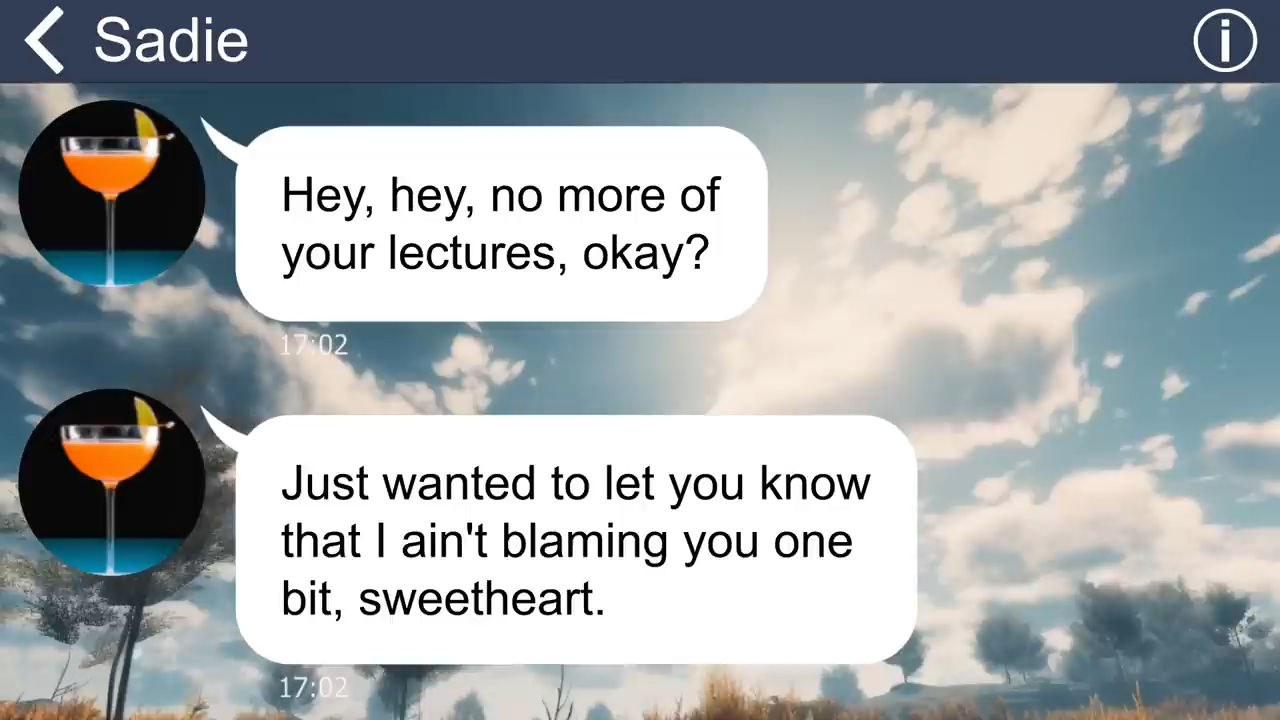 Sadie
Hey, hey, no more of
your lectures, okay?
17:02
Just wanted to let you know
that I ain't blaming you one
bit, sweetheart.
17:02